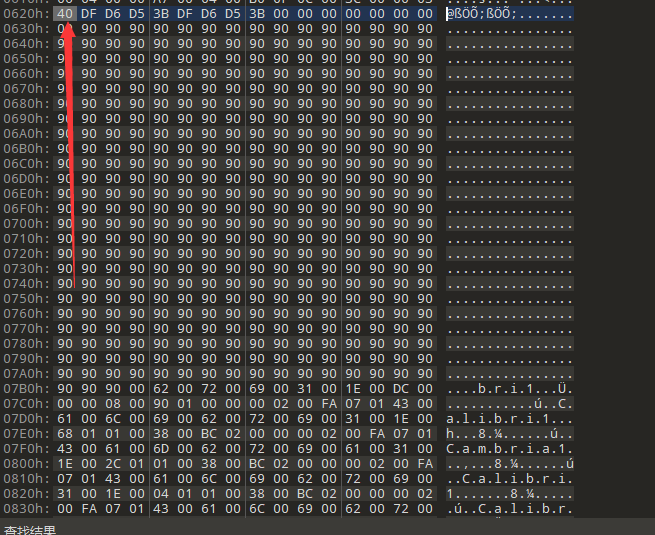 0620h: 40 DF D6 D5 3B DF D6 D5 3B 00 00 00 00 00 00 00 @ßÖÕ;ßÖÕ;.......
0630h: 90 90 90 90 90 90 90 90 90 90 90 90 90 90 90 ................
0640h: 90 90 90 90 90 90 90 90 90 90 90 90 90 90 90 90 ................
0650h: 90 90 90 90 90 90 90 90 90 90 90 90 90 90 90 90 ................
0660h: 90 90 90 90 90 90 90 90 90 90 90 90 90 90 90 90 ................
0670h: 90 90 90 90 90 90 90 90 90 90 90 90 90 90 90 90 ................
0680h: 90 90 90 90 90 90 90 90 90 90 90 90 90 90 90 90 ................
0690h: 90 90 90 90 90 90 90 90 90 90 90 90 90 90 90 90 ................
06A0h: 90 90 90 90 90 90 90 90 90 90 90 90 90 90 90 90 ................
06B0h: 90 90 90 90 90 90 90 90 90 90 90 90 90 90 90 90 ................
06C0h: 90 90 90 90 90 90 90 90 90 90 90 90 90 90 90 90 ................
06D0h: 90 90 90 90 90 90 90 90 90 90 90 90 90 90 90 90 ................
06E0h: 90 90 90 90 90 90 90 90 90 90 90 90 90 90 90 90 ................
06F0h: 90 90 90 90 90 90 90 90 90 90 90 90 90 90 90 90 ................
0700h: 90 90 90 90 90 90 90 90 90 90 90 90 90 90 90 90 ................
0710h: 90 90 90 90 90 90 90 90 90 90 90 90 90 90 90 90 ................
0720h: 90 90 90 90 90 90 90 90 90 90 90 90 90 90 90 90 ................
0730h: 90 90 90 90 90 90 90 90 90 90 90 90 90 90 90 90 ................
0740h: 90 90 90 90 90 90 90 90 90 90 90 90 90 90 90 90 ................
0750h: 90 90 90 90 90 90 90 90 90 90 90 90 90 90 90 90 ................
0760h: 90 90 90 90 90 90 90 90 90 90 90 90 90 90 90 90 ................
0770h: 90 90 90 90 90 90 90 90 90 90 90 90 90 90 90 90 ................
0780h: 90 90 90 90 90 90 90 90 90 90 90 90 90 90 90 90 ................
0790h: 90 90 90 90 90 90 90 90 90 90 90 90 90 90 90 90 ................
07A0h: 90 90 90 90 90 90 90 90 90 90 90 90 90 90 90 90 ................
07B0h: 90 90 90 00 62 00 72 00 69 00 31 00 1E 00 DC 00 ....b.r.i.1...Ü.
07C0h: 00 00 08 00 90 01 00 00 00 02 00 FA 07 01 43 00 ...........ú..C.
07D0h: 61 00 6C 00 69 00 62 00 72 00 69 00 31 00 1E 00 a.l.i.b.r.i.1...
07E0h: 68 01 01 00 38 00 BC 02 00 00 00 02 00 FA 07 01 h...8.¼......ú..
07F0h: 43 00 61 00 6D 00 62 00 72 00 69 00 61 00 31 00 C.a.m.b.r.i.a.1.
0800h: 1E 00 2C 01 01 00 38 00 BC 02 00 00 00 02 00 FA ..,...8.¼......ú
0810h: 07 01 43 00 61 00 6C 00 69 00 62 00 72 00 69 00 ..C.a.l.i.b.r.i.
0820h: 31 00 1E 00 04 01 01 00 38 00 BC 02 00 00 00 02 1.......8.¼.....
0830h: 00 FA 07 01 43 00 61 00 6C 00 69 00 62 00 72 00 .ú..C.a.l.i.b.r.
查找结果